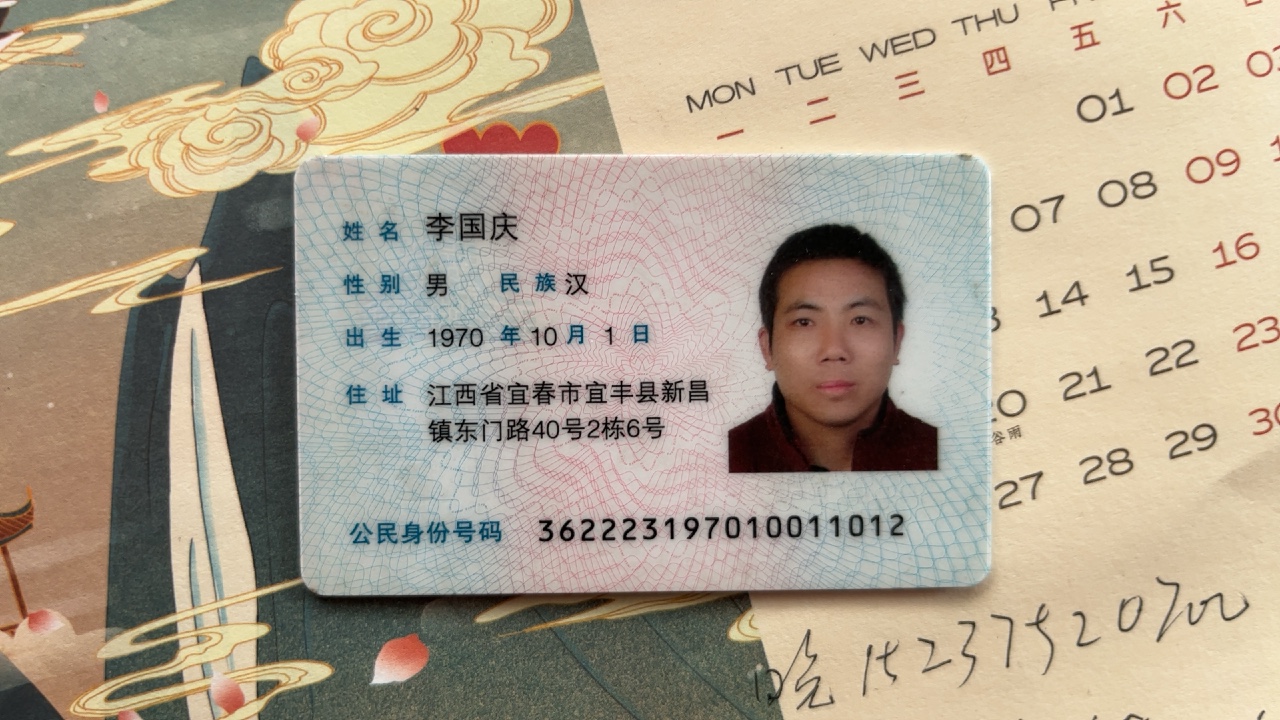 MON TUE WED THU
一 二 三 四 五 六
01 02
07 08 09
14 15 16
21 22 23
谷雨
27 28 29 30
姓名 李国庆
性别 男 民族 汉
出生 1970 年 10 月 1 日
住址 江西省宜春市宜丰县新昌
镇东门路40号2栋6号
公民身份号码 362223197010011012